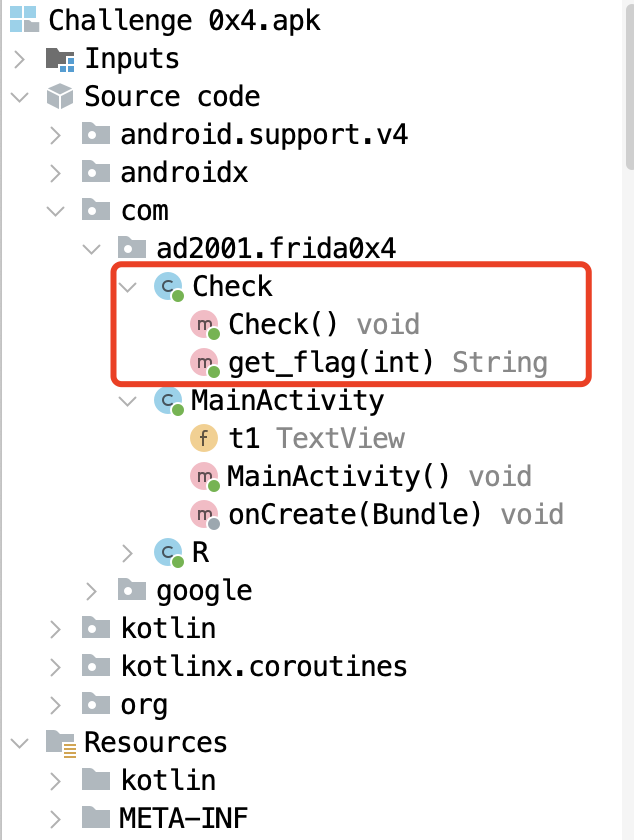 Challenge 0x4.apk
Inputs
Source code
android.support.v4
androidx
com
ad2001.frida0x4
C Check
m Check() void
m get_flag(int) String
C MainActivity
f t1 TextView
m MainActivity() void
m onCreate(Bundle) void
C R
google
kotlin
kotlinx.coroutines
org
Resources
kotlin
META-INF